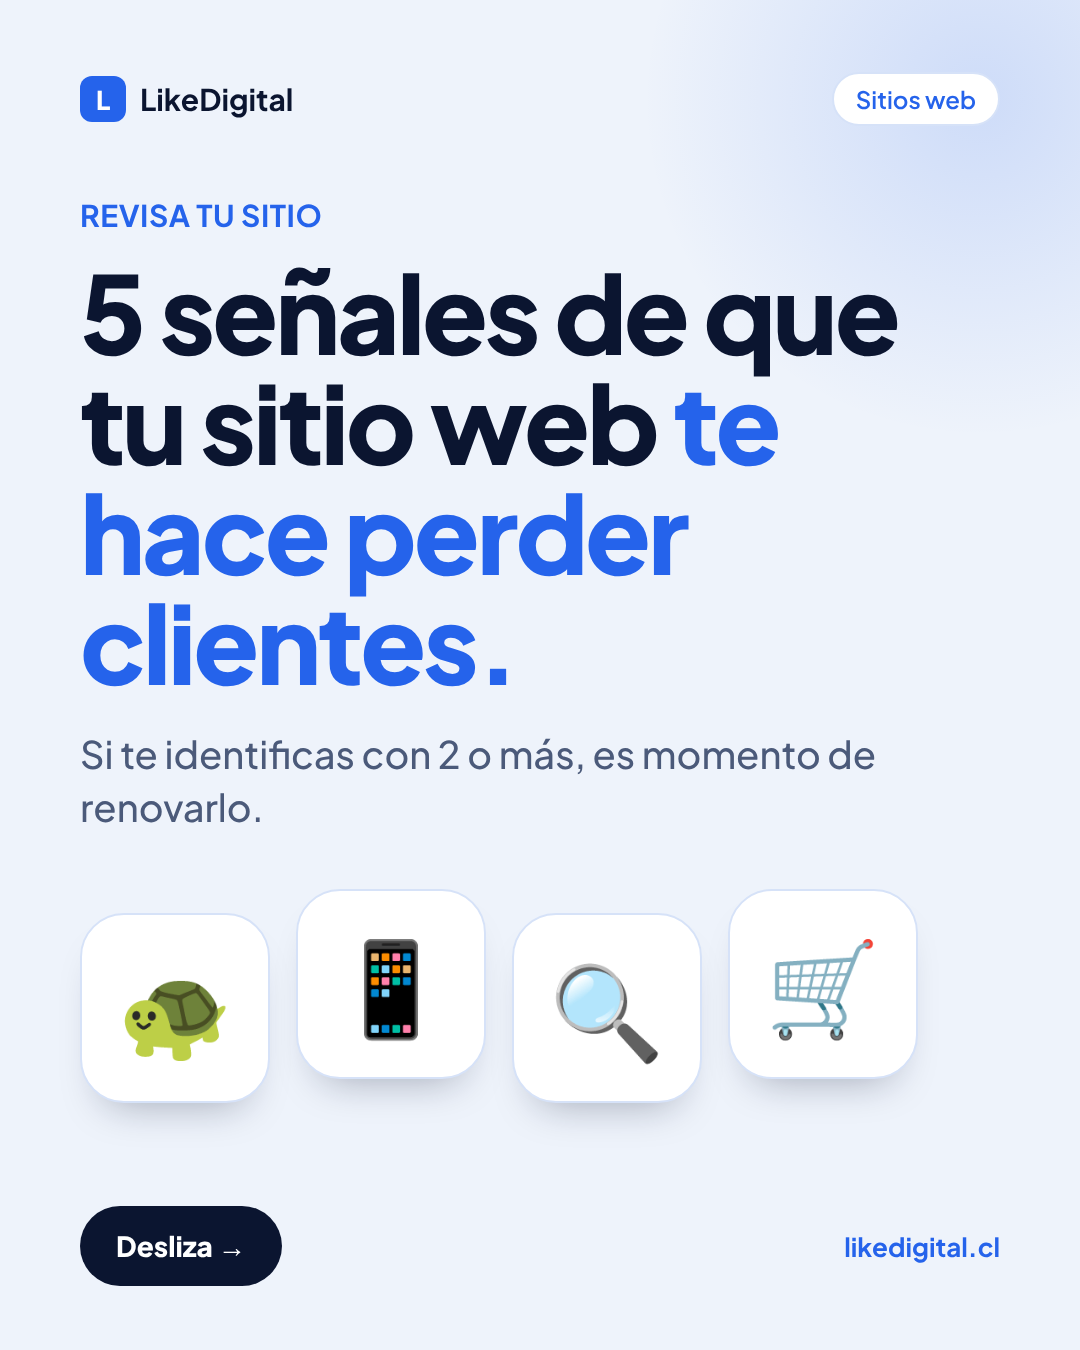 L LikeDigital
Sitios web
REVISA TU SITIO
5 señales de que
tu sitio web te
hace perder
clientes.
Si te identificas con 2 o más, es momento de
renovarlo.
Desliza →
likedigital.cl